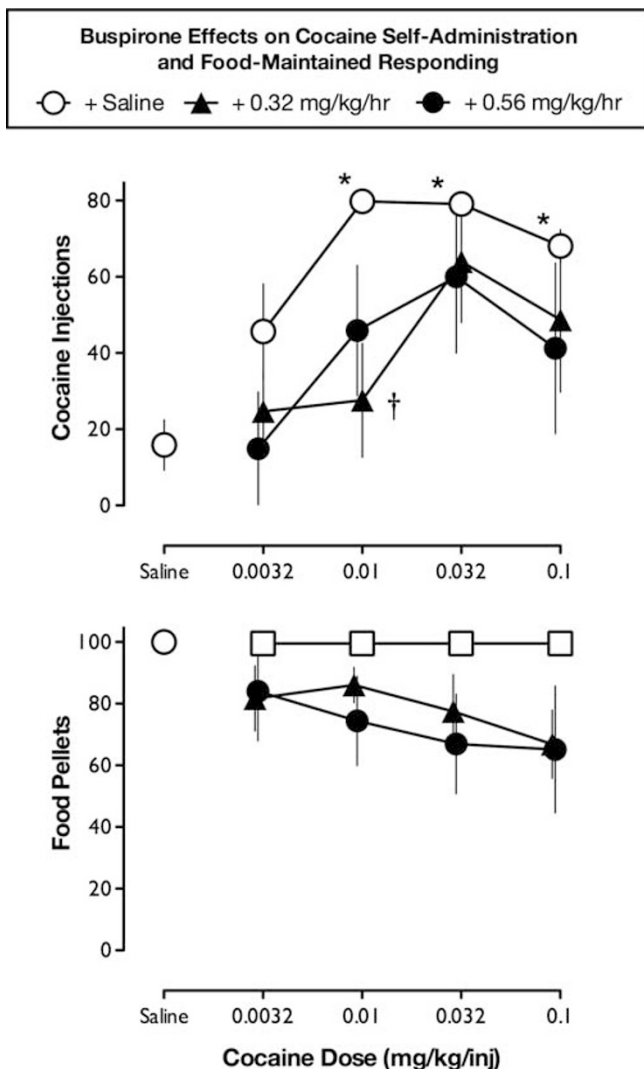 Buspirone Effects on Cocaine Self-Administration
and Food-Maintained Responding
+ Saline + 0.32 mg/kg/hr + 0.56 mg/kg/hr
Cocaine Injections
80
60
40
20
0
* * *
†
Saline 0.0032 0.01 0.032 0.1
Food Pellets
100
80
60
40
20
0
Saline 0.0032 0.01 0.032 0.1
Cocaine Dose (mg/kg/inj)